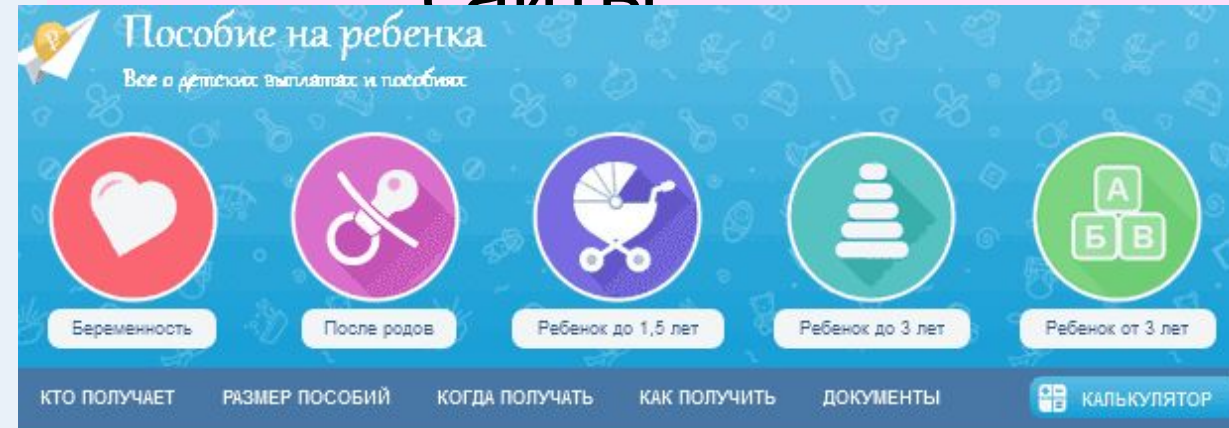 Пособие на ребенка
Все о детских выплатах и пособиях
А
Б В
Беременность
После родов
Ребенок до 1,5 лет
Ребенок до 3 лет
Ребенок от 3 лет
КТО ПОЛУЧАЕТ
РАЗМЕР ПОСОБИЙ
КОГДА ПОЛУЧАТЬ
КАК ПОЛУЧИТЬ
ДОКУМЕНТЫ
КАЛЬКУЛЯТОР